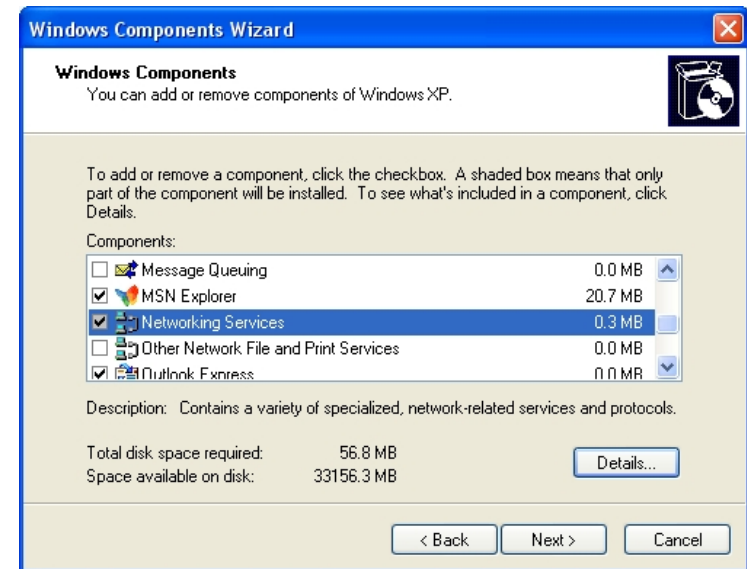 Windows Components Wizard
Windows Components
You can add or remove components of Windows XP.
To add or remove a component, click the checkbox. A shaded box means that only
part of the component will be installed. To see what's included in a component, click
Details.
Components:
Message Queuing 0.0 MB
MSN Explorer 20.7 MB
Networking Services 0.3 MB
Other Network File and Print Services 0.0 MB
Outlook Express 0.0 MB
Description: Contains a variety of specialized, network-related services and protocols.
Total disk space required: 56.8 MB
Space available on disk: 33156.3 MB
Details...
< Back Next > Cancel